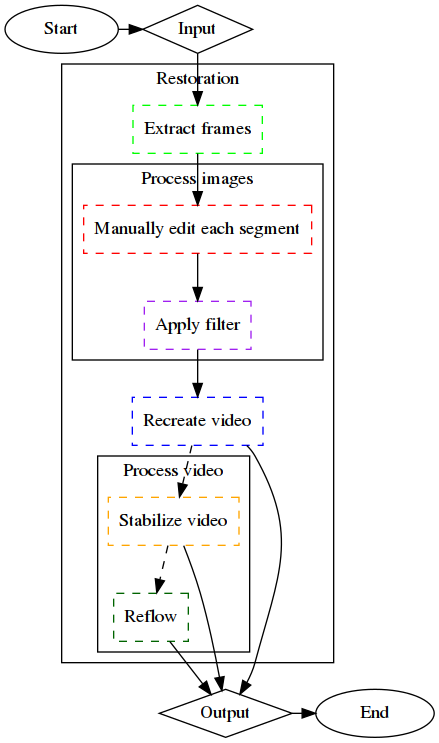 Start
Input
Restoration
Extract frames
Process images
Manually edit each segment
Apply filter
Recreate video
Process video
Stabilize video
Reflow
Output
End